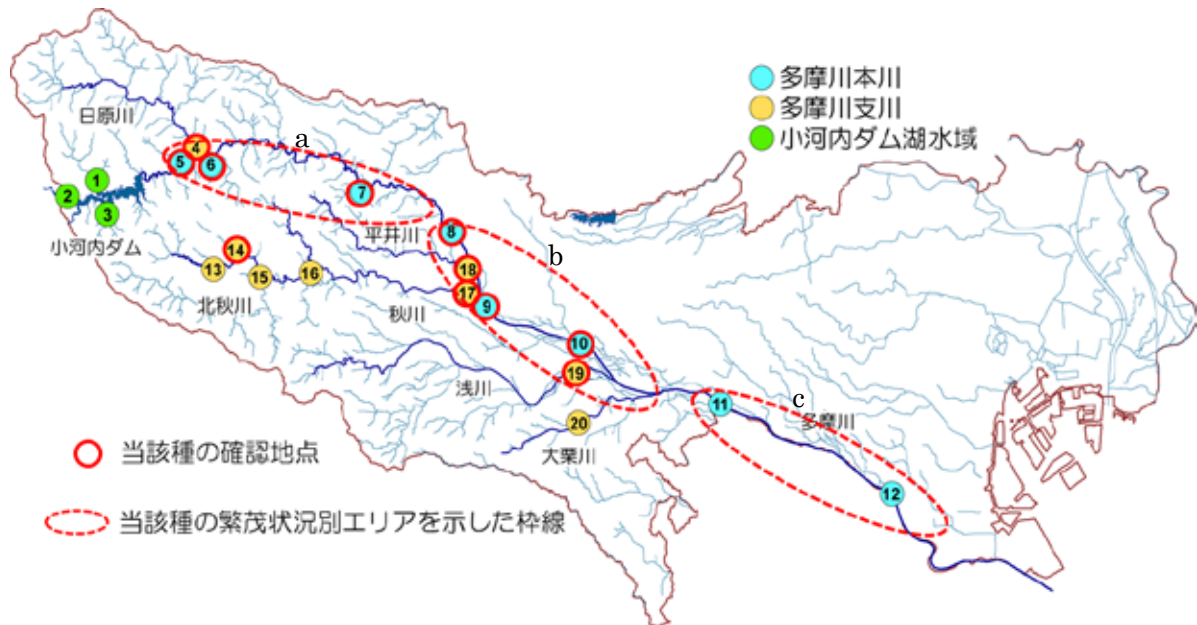 多摩川本川
多摩川支川
小河内ダム湖水域
日原川
a
4
5
6
7
1
2
3
小河内ダム
平井川
8
b
14
18
13
15
16
17
9
北秋川
秋川
10
19
浅川
11
c
多摩川
20
大栗川
12
当該種の確認地点
当該種の繁茂状況別エリアを示した枠線